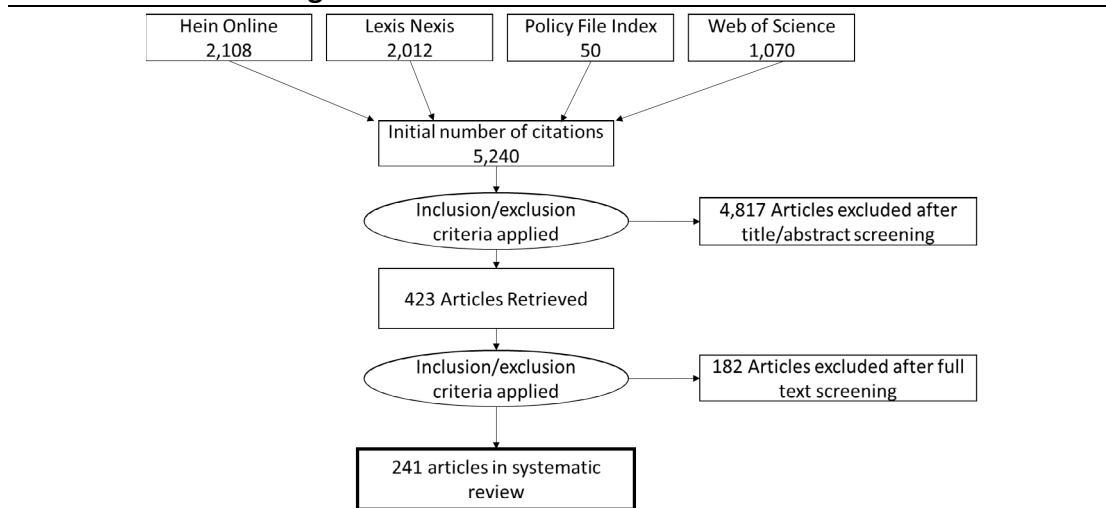 Hein Online
2,108
Lexis Nexis
2,012
Policy File Index
50
Web of Science
1,070
Initial number of citations
5,240
Inclusion/exclusion
criteria applied
4,817 Articles excluded after
title/abstract screening
423 Articles Retrieved
Inclusion/exclusion
criteria applied
182 Articles excluded after full
text screening
241 articles in systematic
review